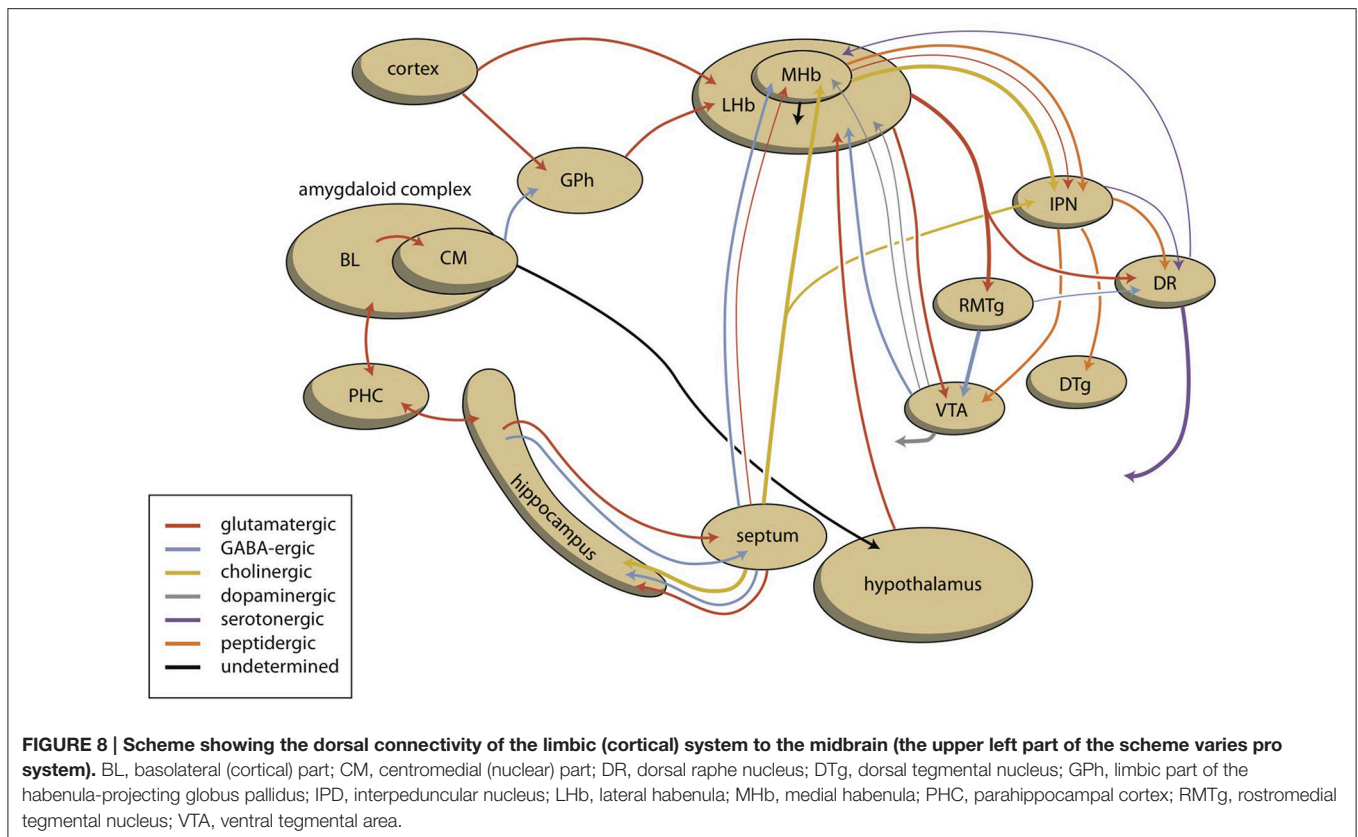 cortex
MHb
LHb
GPh
amygdaloid complex
BL
CM
IPN
DR
RMTg
PHC
DTg
VTA
hippocampus
septum
hypothalamus
glutamatergic
GABA-ergic
cholinergic
dopaminergic
serotonergic
peptidergic
undetermined
FIGURE 8 | Scheme showing the dorsal connectivity of the limbic (cortical) system to the midbrain (the upper left part of the scheme varies pro
system). BL, basolateral (cortical) part; CM, centromedial (nuclear) part; DR, dorsal raphe nucleus; DTg, dorsal tegmental nucleus; GPh, limbic part of the
habenula-projecting globus pallidus; IPD, interpeduncular nucleus; LHb, lateral habenula; MHb, medial habenula; PHC, parahippocampal cortex; RMTg, rostromedial
tegmental nucleus; VTA, ventral tegmental area.